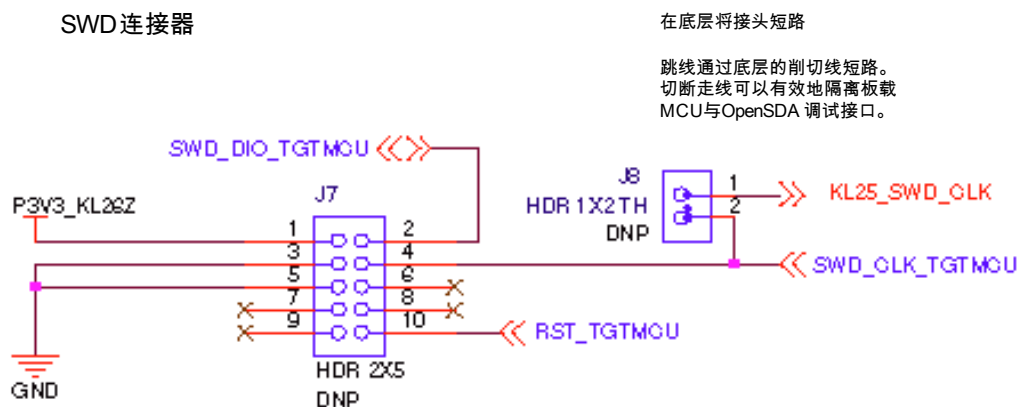 SWD连接器
在底层将接头短路
跳线通过底层的削切线短路。
切断走线可以有效地隔离板载
MCU与OpenSDA 调试接口。
SWD_DIO_TGTMCU
J8
1
KL25_SWD_CLK
HDR 1X2TH
2
DNP
P3V3_KL26Z
J7
1
2
3
4
SWD_CLK_TGTMCU
5
6
7
8
9
10
RST_TGTMCU
HDR 2X5
DNP
GND